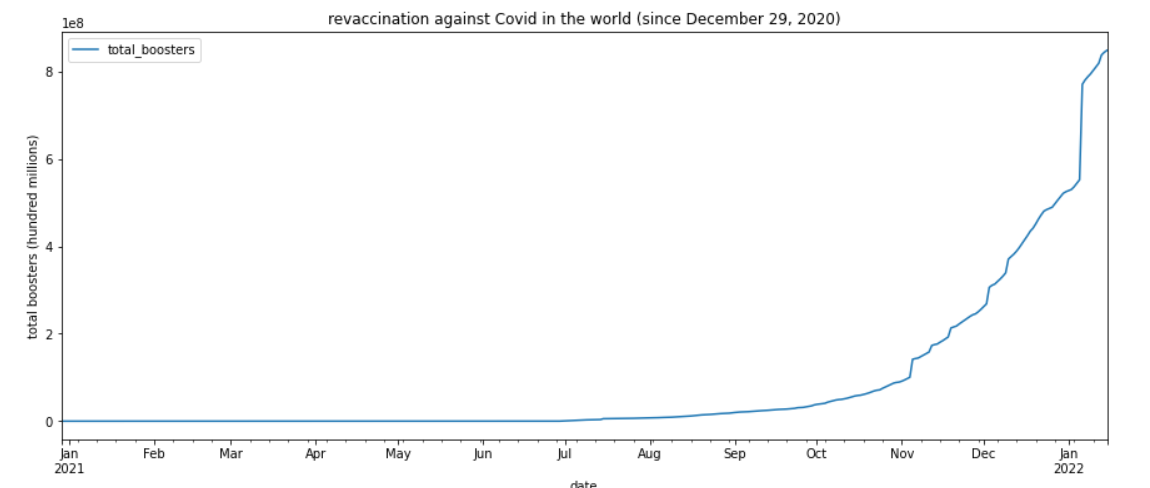 revaccination against Covid in the world (since December 29, 2020)
1e8
total_boosters
total boosters (hundred millions)
8
6
4
2
0
Jan Feb Mar Apr May Jun Jul Aug Sep Oct Nov Dec Jan
2021 2022
date